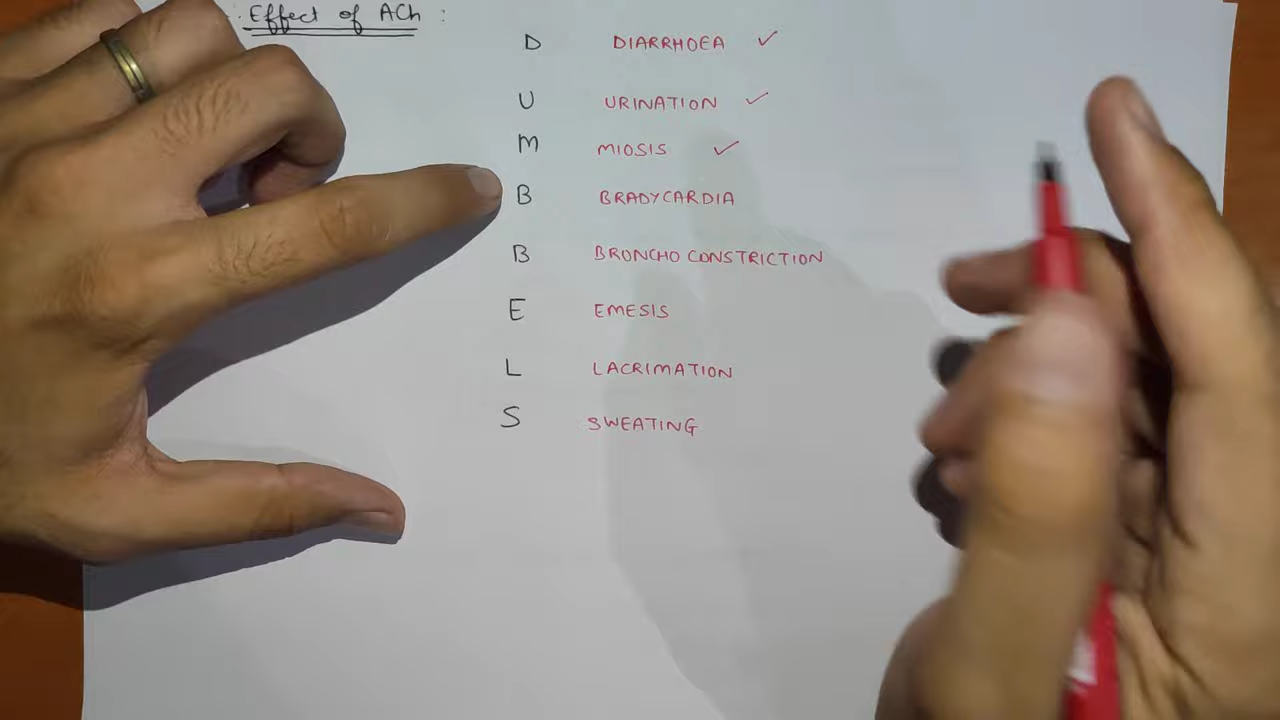 Effect of ACh :
D DIARRHOEA ✓
U URINATION ✓
M MIOSIS ✓
B BRADYCARDIA
B BRONCHO CONSTRICTION
E EMESIS
L LACRIMATION
S SWEATING